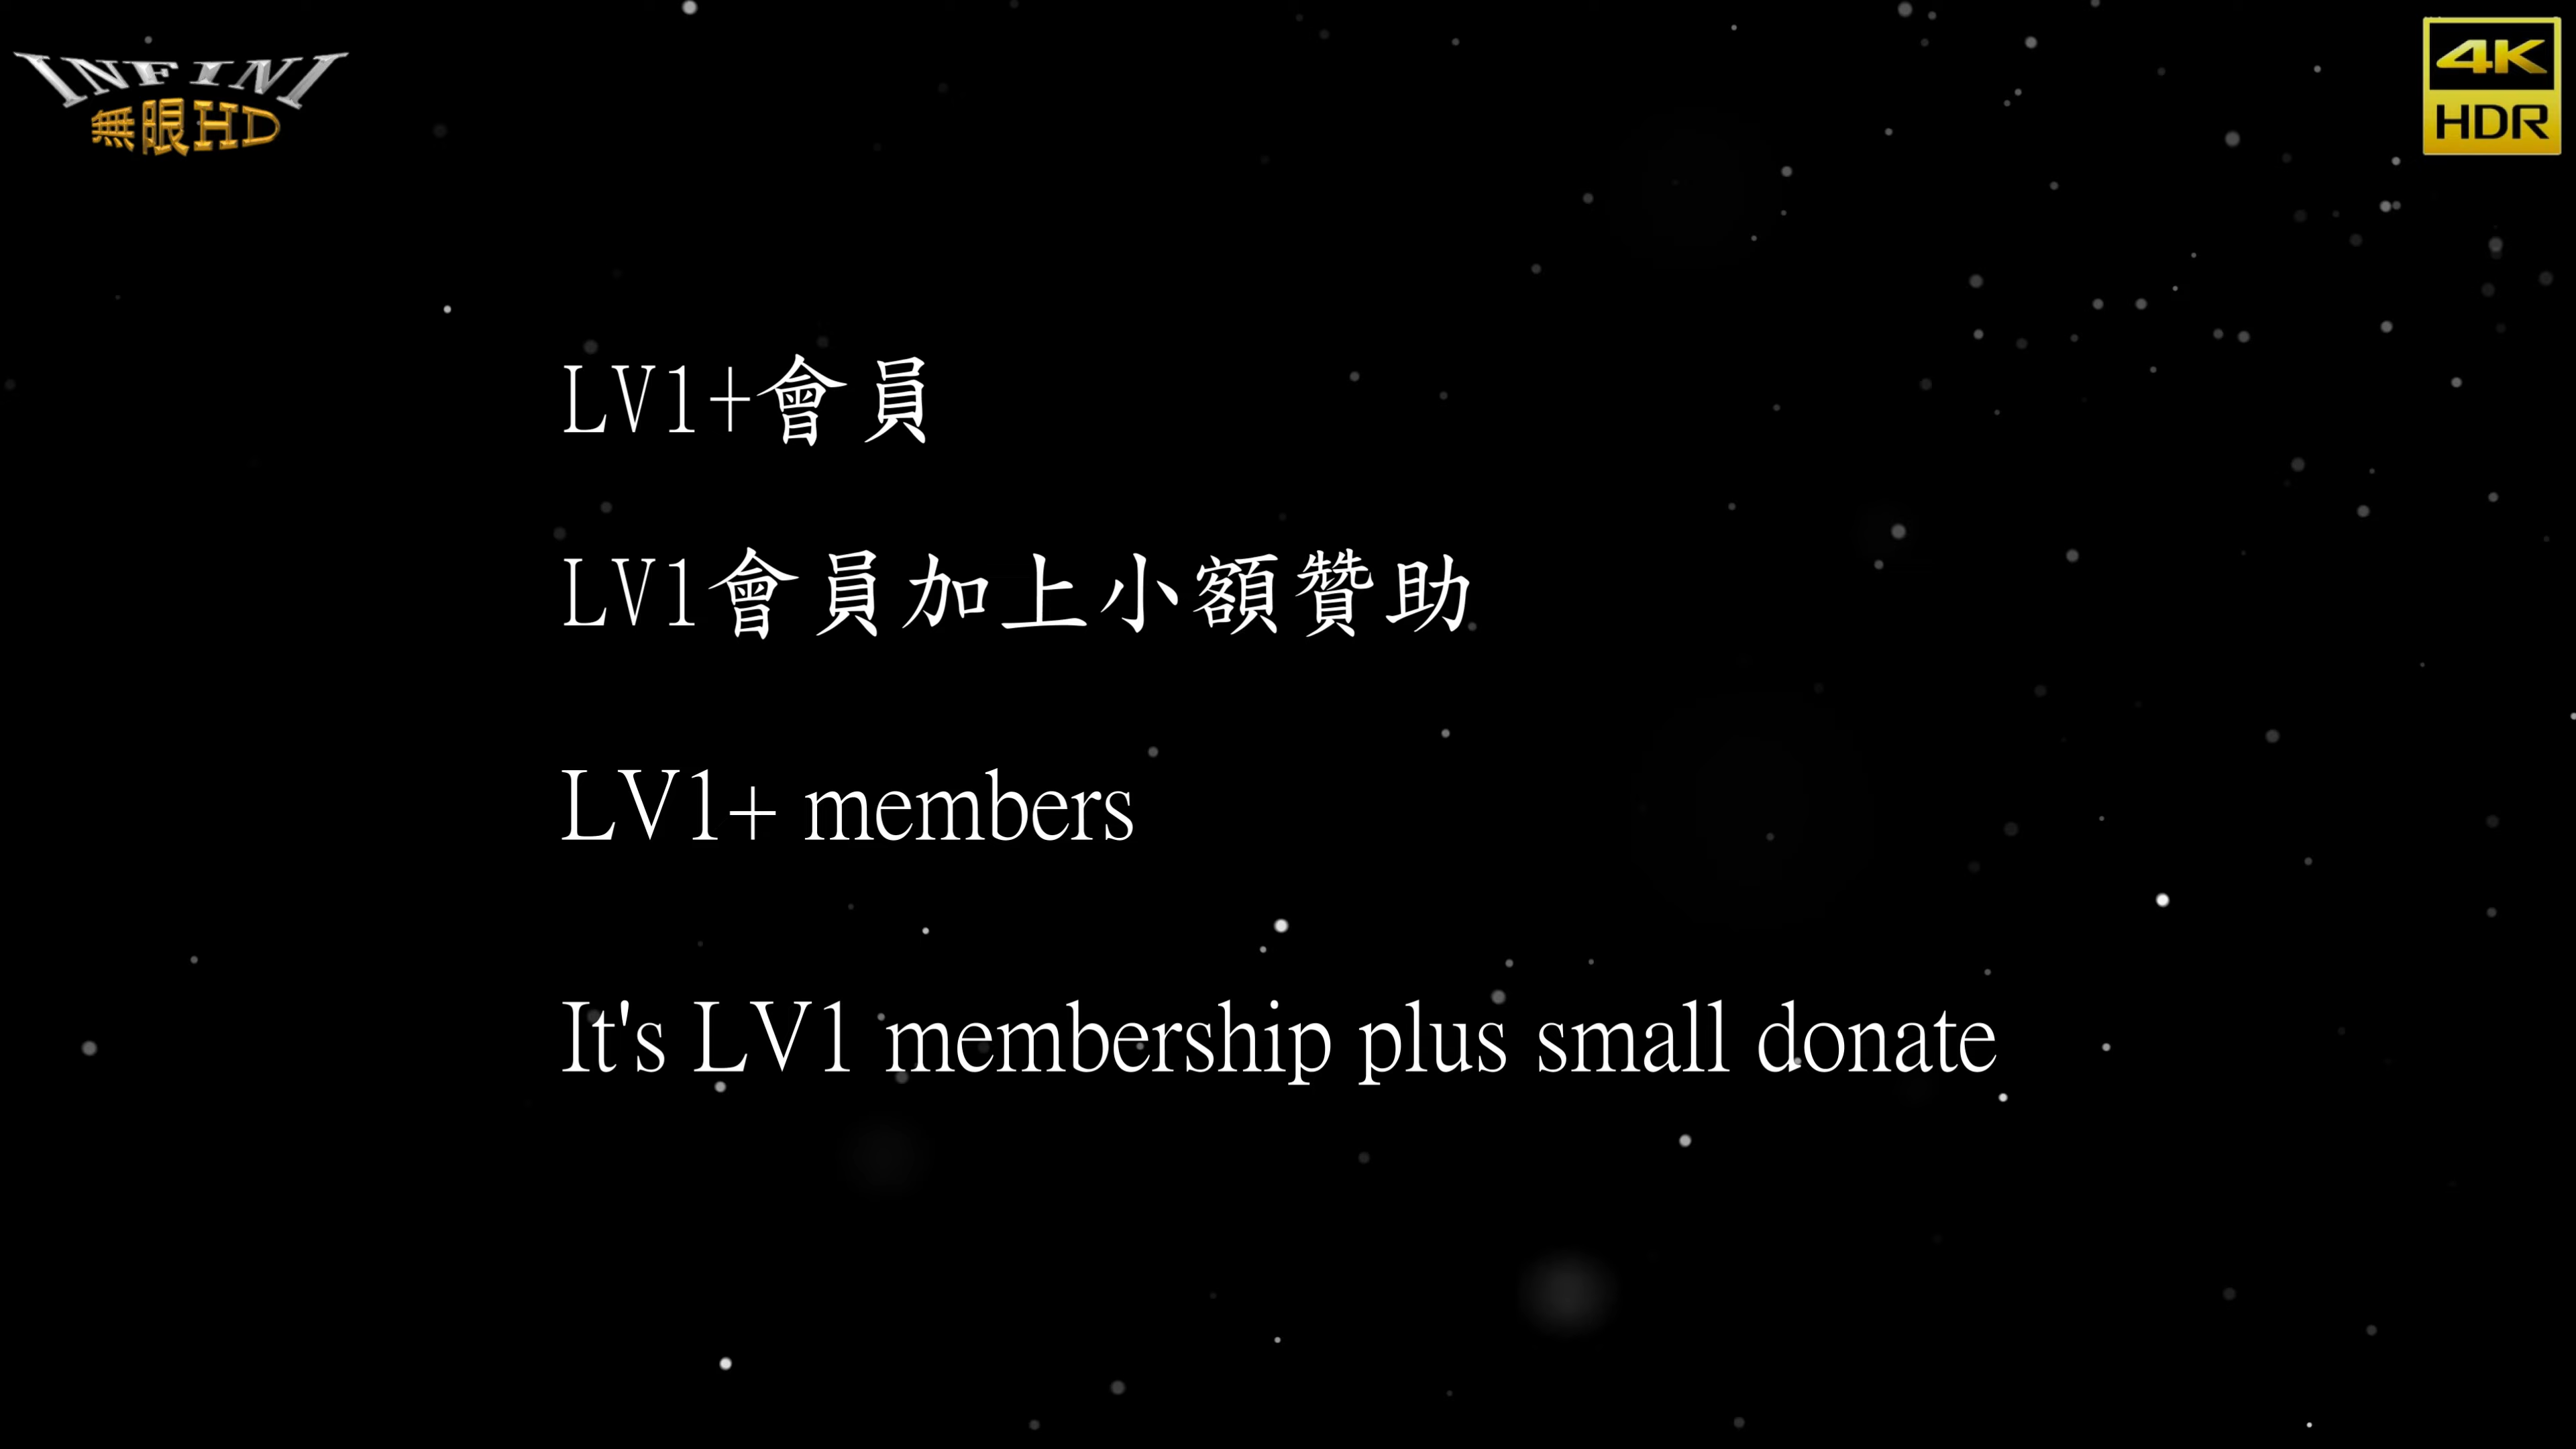 INFINI
無限HD
4K
HDR
LV1+會員
LV1會員加上小額贊助
LV1+ members
It's LV1 membership plus small donate